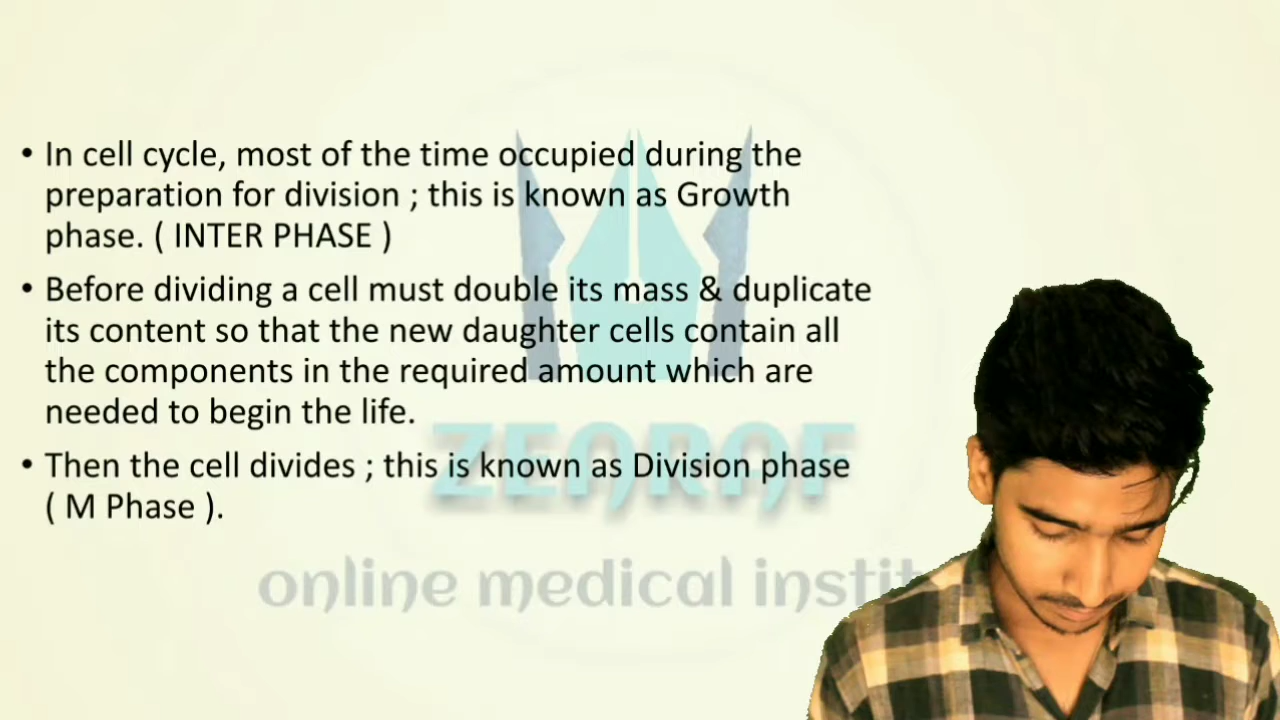 • In cell cycle, most of the time occupied during the
preparation for division ; this is known as Growth
phase. ( INTER PHASE )
• Before dividing a cell must double its mass & duplicate
its content so that the new daughter cells contain all
the components in the required amount which are
needed to begin the life.
• Then the cell divides ; this is known as Division phase
( M Phase ).
ZEARAF
online medical instit